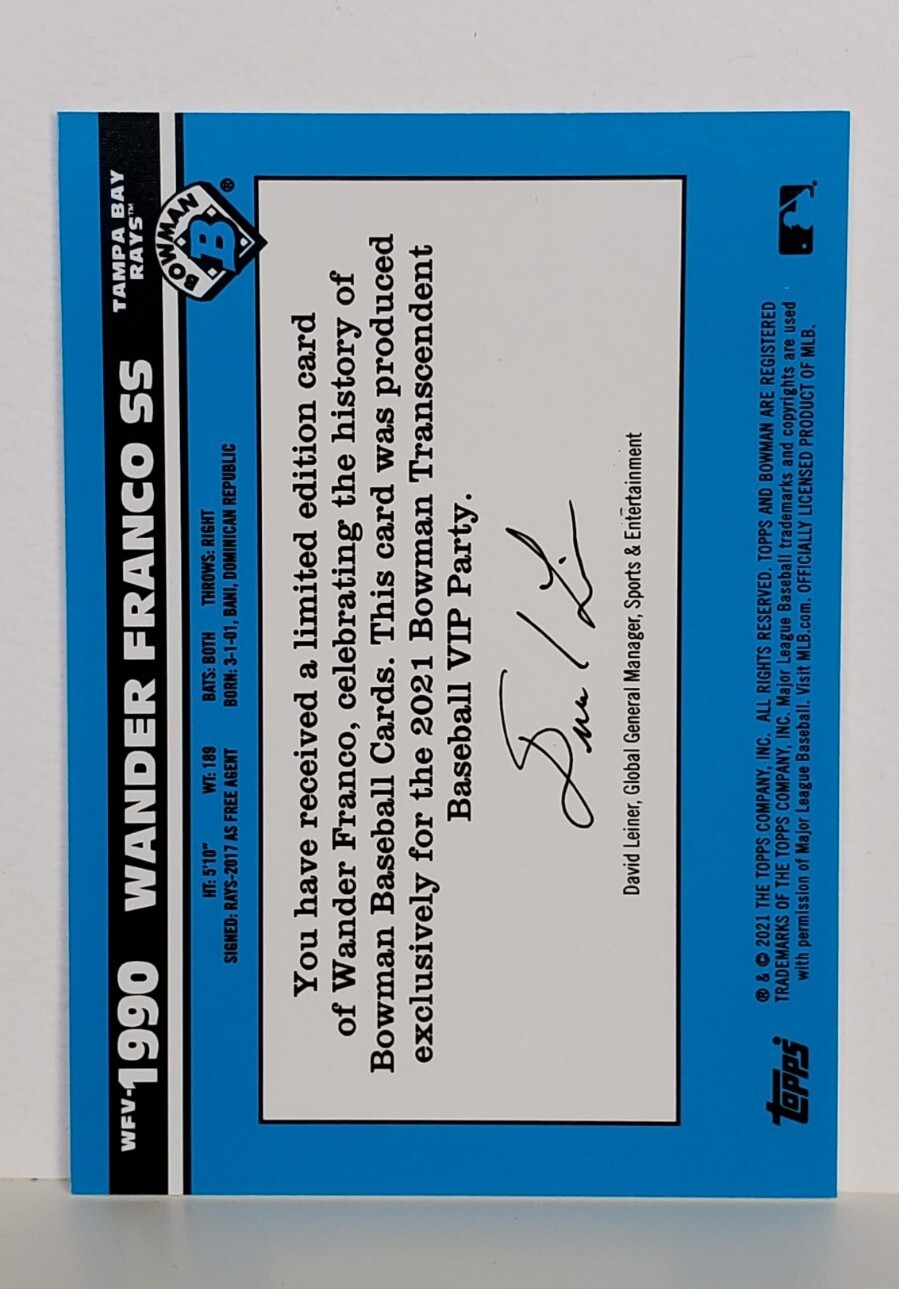 WFV-1990 WANDER FRANCO SS TAMPA BAY
RAYS™
HT: 5'10" WT: 189 BATS: BOTH THROWS: RIGHT
SIGNED: RAYS-2017 AS FREE AGENT BORN: 3-1-01, BANI, DOMINICAN REPUBLIC
BOWMAN
B
®
You have received a limited edition card
of Wander Franco, celebrating the history of
Bowman Baseball Cards. This card was produced
exclusively for the 2021 Bowman Transcendent
Baseball VIP Party.
David Leiner, Global General Manager, Sports & Entertainment
topps
® & © 2021 THE TOPPS COMPANY, INC. ALL RIGHTS RESERVED. TOPPS AND BOWMAN ARE REGISTERED
TRADEMARKS OF THE TOPPS COMPANY, INC. Major League Baseball trademarks and copyrights are used
with permission of Major League Baseball. Visit MLB.com. OFFICIALLY LICENSED PRODUCT OF MLB.